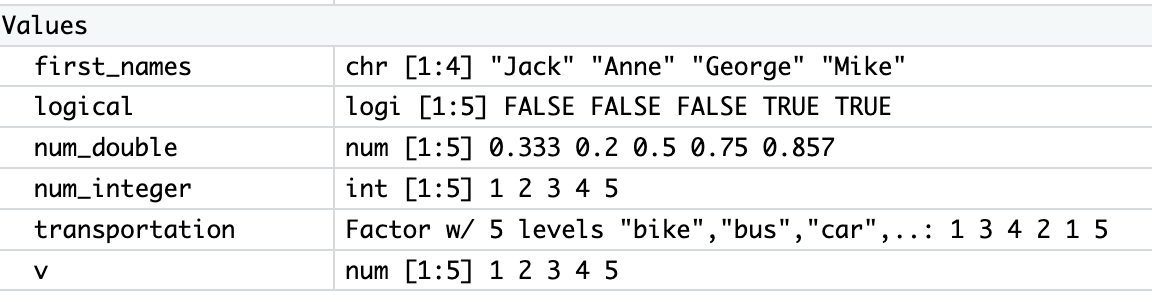 Values
first_names chr [1:4] "Jack" "Anne" "George" "Mike"
logical logi [1:5] FALSE FALSE FALSE TRUE TRUE
num_double num [1:5] 0.333 0.2 0.5 0.75 0.857
num_integer int [1:5] 1 2 3 4 5
transportation Factor w/ 5 levels "bike","bus","car",..: 1 3 4 2 1 5
v num [1:5] 1 2 3 4 5